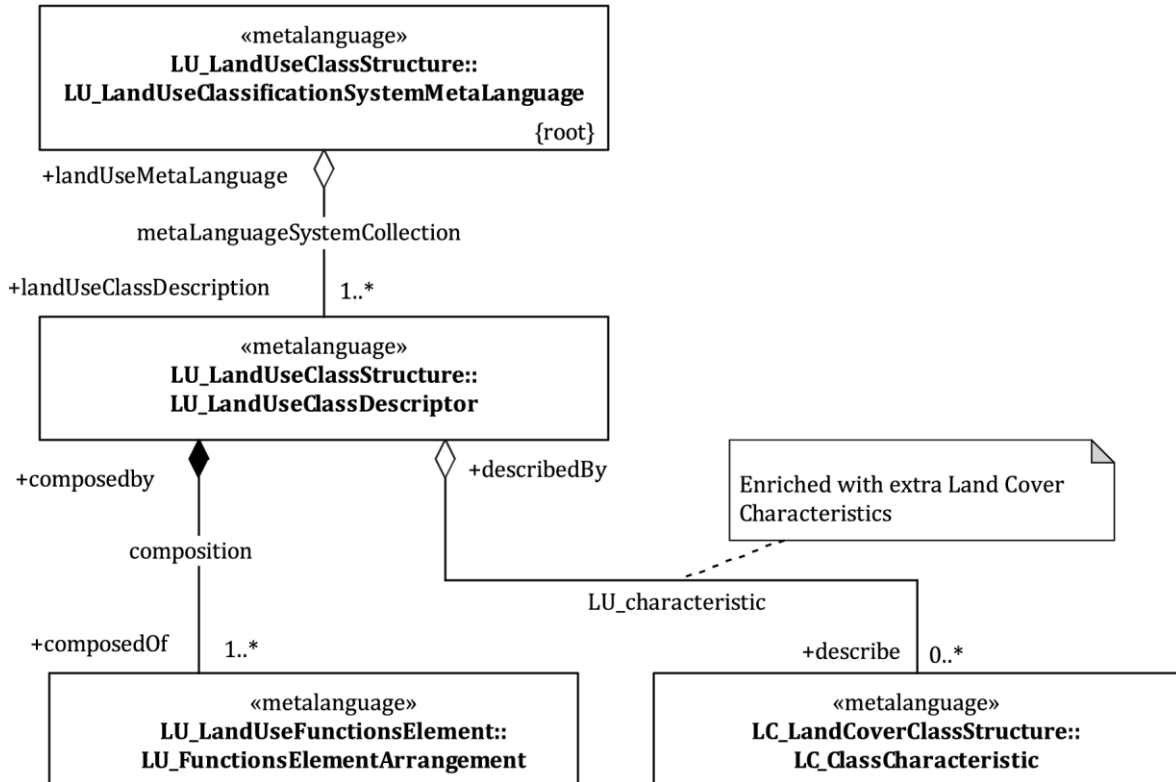 «metalanguage»
LU_LandUseClassStructure::
LU_LandUseClassificationSystemMetaLanguage
{root}
+landUseMetaLanguage
metaLanguageSystemCollection
+landUseClassDescription
1..*
«metalanguage»
LU_LandUseClassStructure::
LU_LandUseClassDescriptor
+composedby
+describedBy
Enriched with extra Land Cover
Characteristics
composition
LU_characteristic
+composedOf
1..*
+describe
0..*
«metalanguage»
LU_LandUseFunctionsElement::
LU_FunctionsElementArrangement
«metalanguage»
LC_LandCoverClassStructure::
LC_ClassCharacteristic